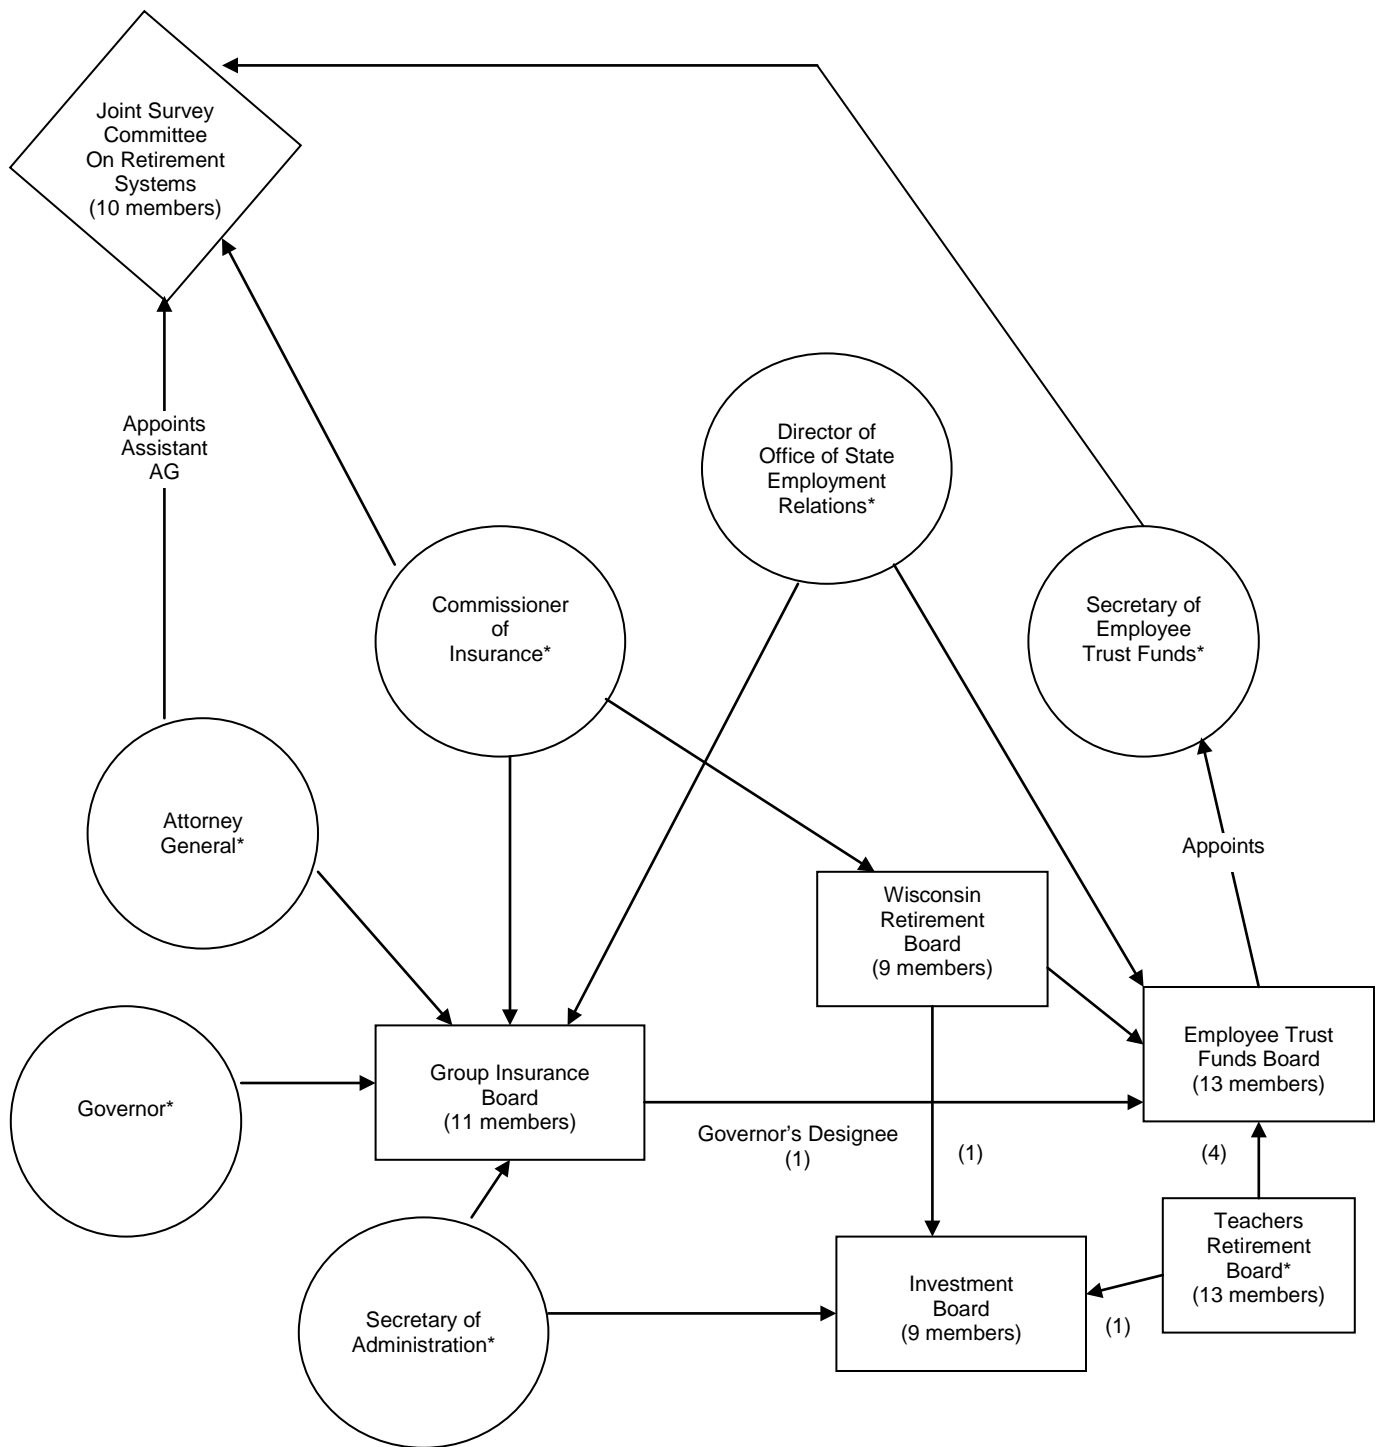 Joint Survey
Committee
On Retirement
Systems
(10 members)
Appoints
Assistant
AG
Director of
Office of State
Employment
Relations*
Commissioner
of
Insurance*
Secretary of
Employee
Trust Funds*
Attorney
General*
Appoints
Wisconsin
Retirement
Board
(9 members)
Employee Trust
Funds Board
(13 members)
Group Insurance
Board
(11 members)
Governor*
Governor's Designee
(1)
(1)
(4)
Teachers
Retirement
Board*
(13 members)
Investment
Board
(9 members)
(1)
Secretary of
Administration*